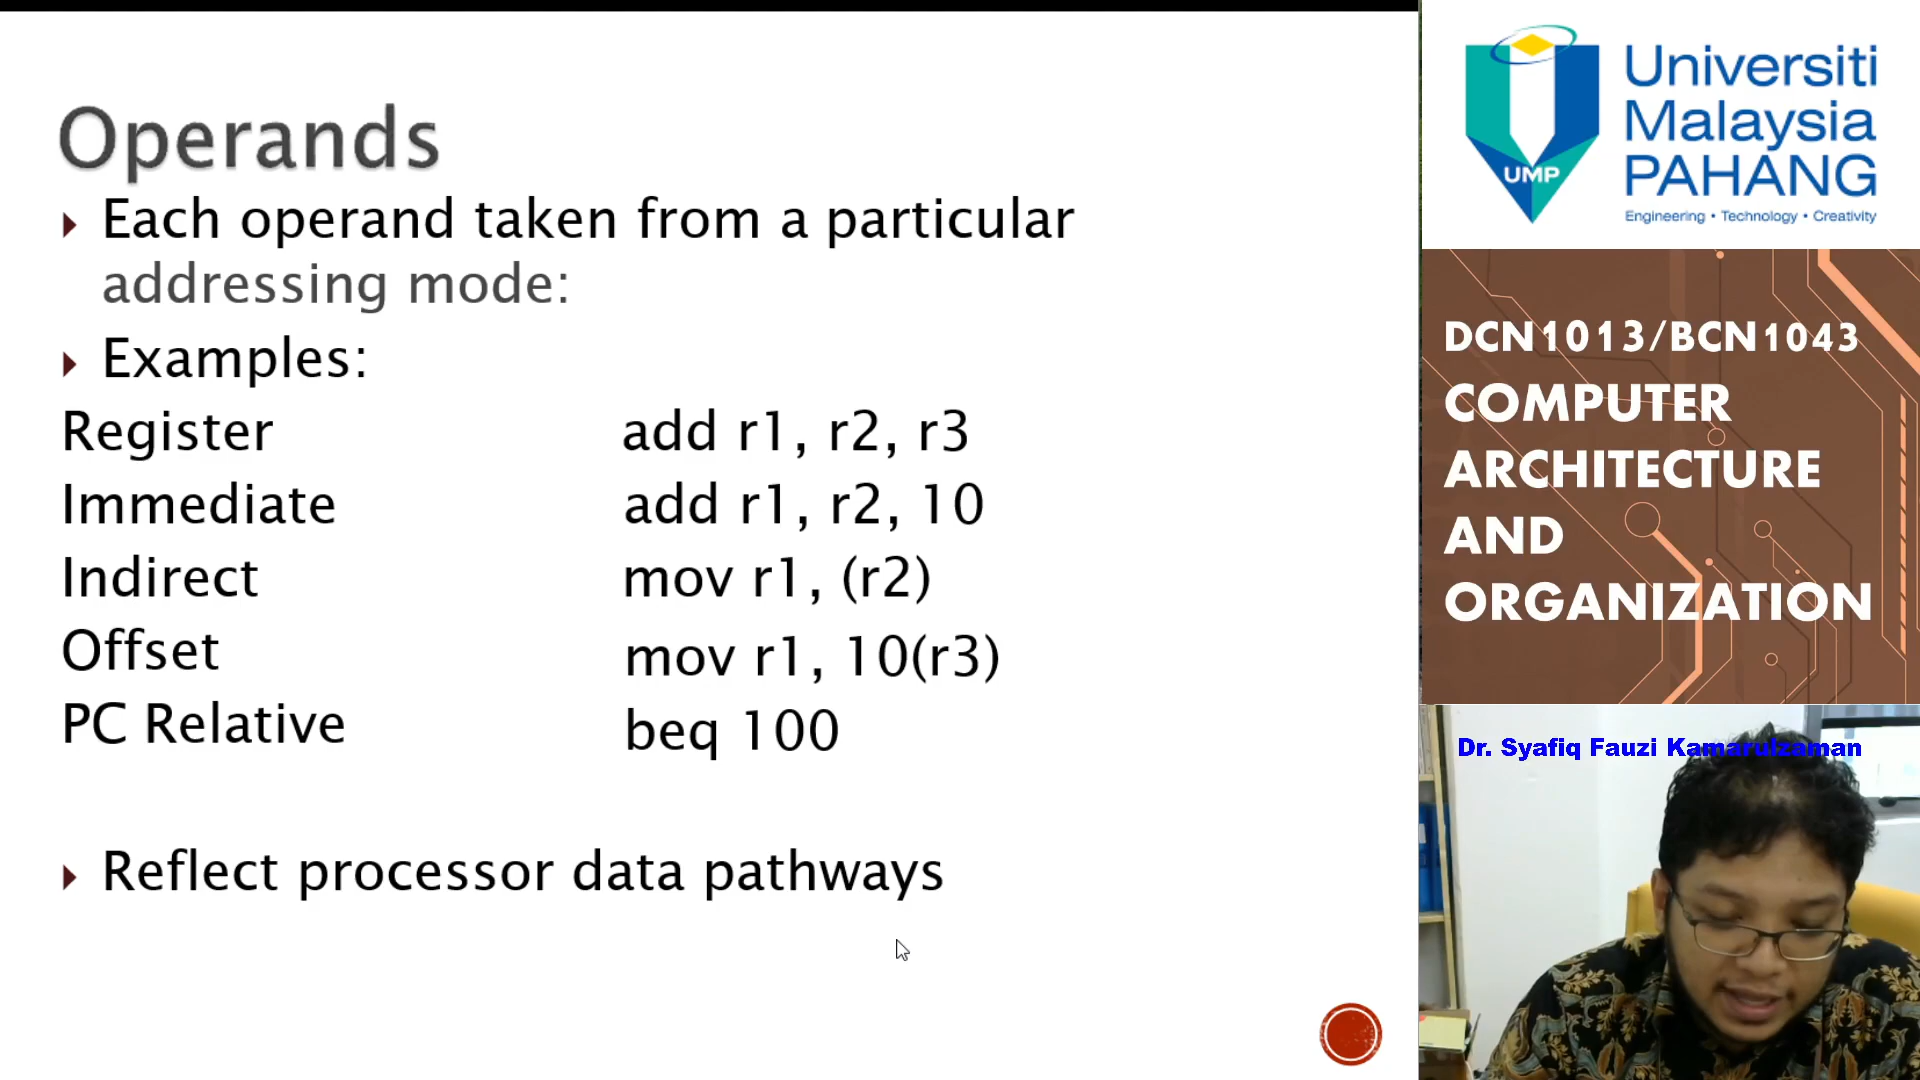 Operands
Each operand taken from a particular
addressing mode:
Examples:
Register add r1, r2, r3
Immediate add r1, r2, 10
Indirect mov r1, (r2)
Offset mov r1, 10(r3)
PC Relative beq 100
Reflect processor data pathways
Universiti
Malaysia
PAHANG
Engineering • Technology • Creativity
UMP
DCN1013/BCN1043
COMPUTER
ARCHITECTURE
AND
ORGANIZATION
Dr. Syafiq Fauzi Kamarulzaman